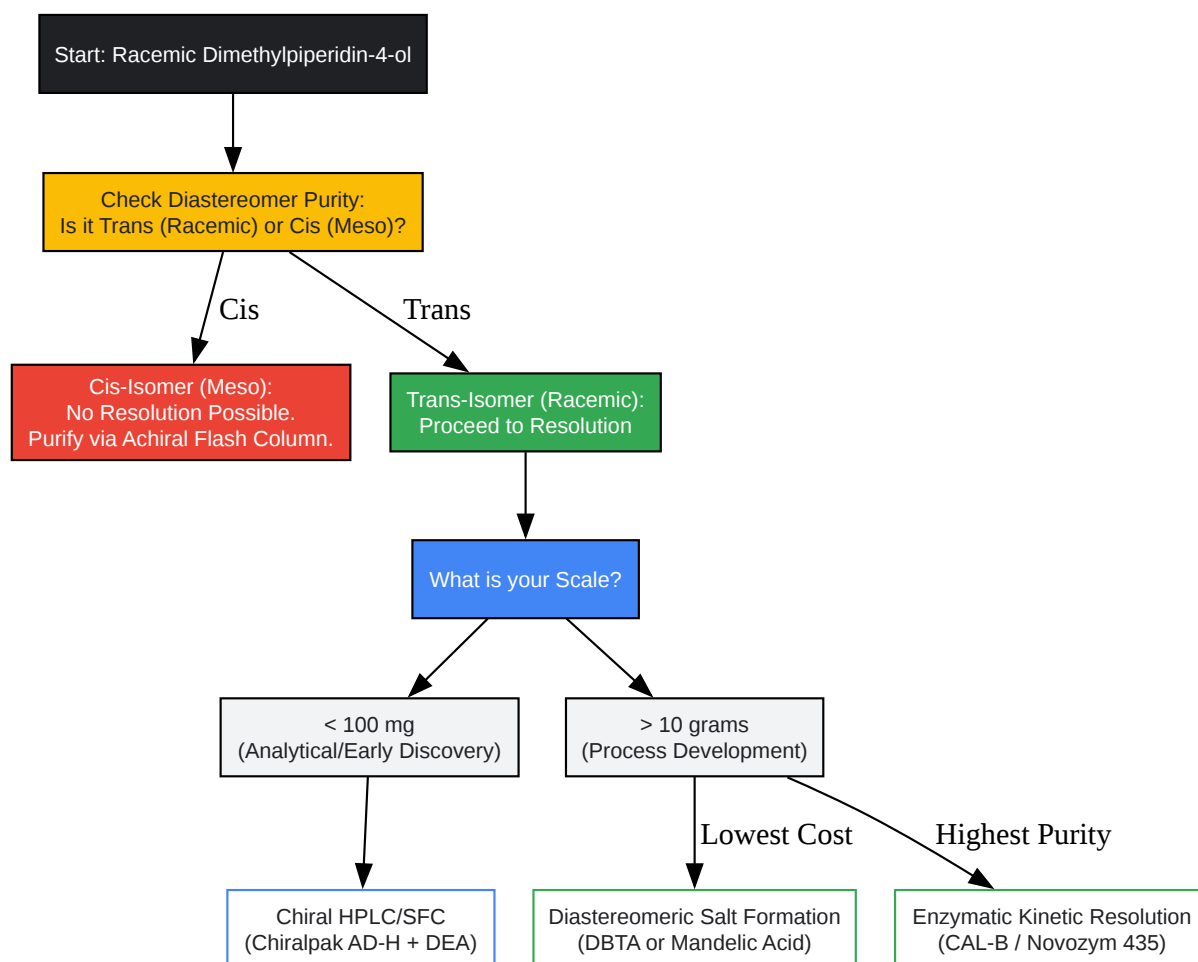 Start: Racemic Dimethylpiperidin-4-ol
Check Diastereomer Purity:
Is it Trans (Racemic) or Cis (Meso)?
Cis
Trans
Cis-Isomer (Meso):
No Resolution Possible.
Purify via Achiral Flash Column.
Trans-Isomer (Racemic):
Proceed to Resolution
What is your Scale?
< 100 mg
(Analytical/Early Discovery)
> 10 grams
(Process Development)
Lowest Cost
Highest Purity
Chiral HPLC/SFC
(Chiralpak AD-H + DEA)
Diastereomeric Salt Formation
(DBTA or Mandelic Acid)
Enzymatic Kinetic Resolution
(CAL-B / Novozym 435)